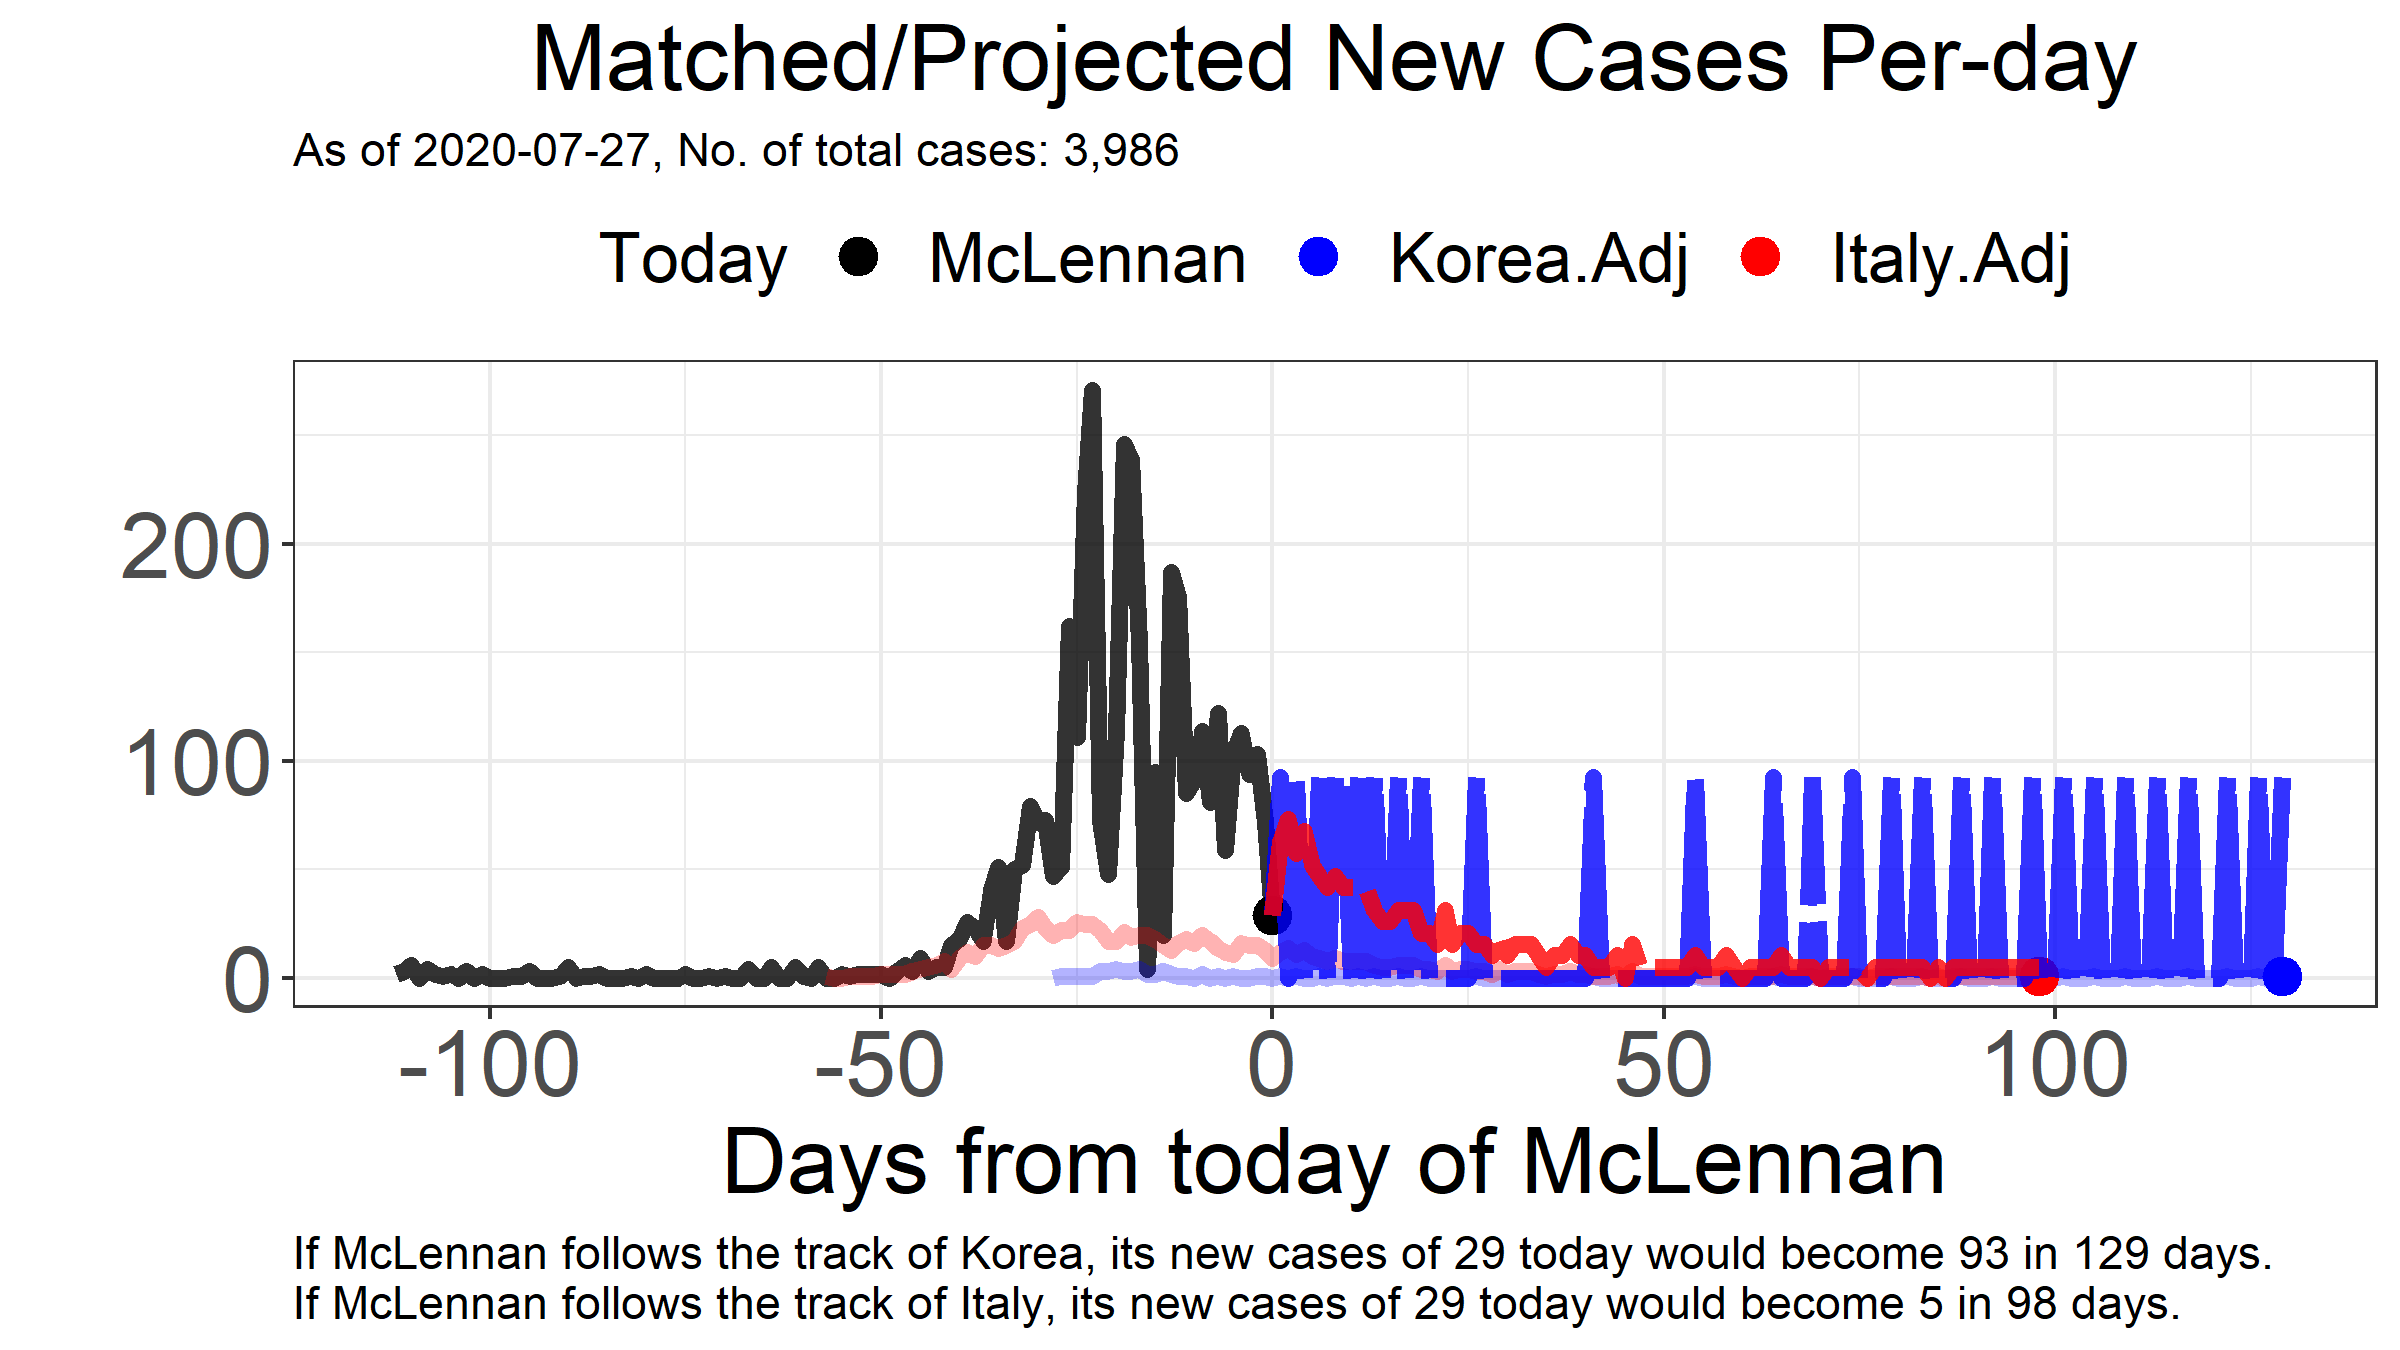 Matched/Projected New Cases Per-day
As of 2020-07-27, No. of total cases: 3,986
Today McLennan Korea.Adj Italy.Adj
200
100
0
-100 -50 0 50 100
Days from today of McLennan
If McLennan follows the track of Korea, its new cases of 29 today would become 93 in 129 days.
If McLennan follows the track of Italy, its new cases of 29 today would become 5 in 98 days.